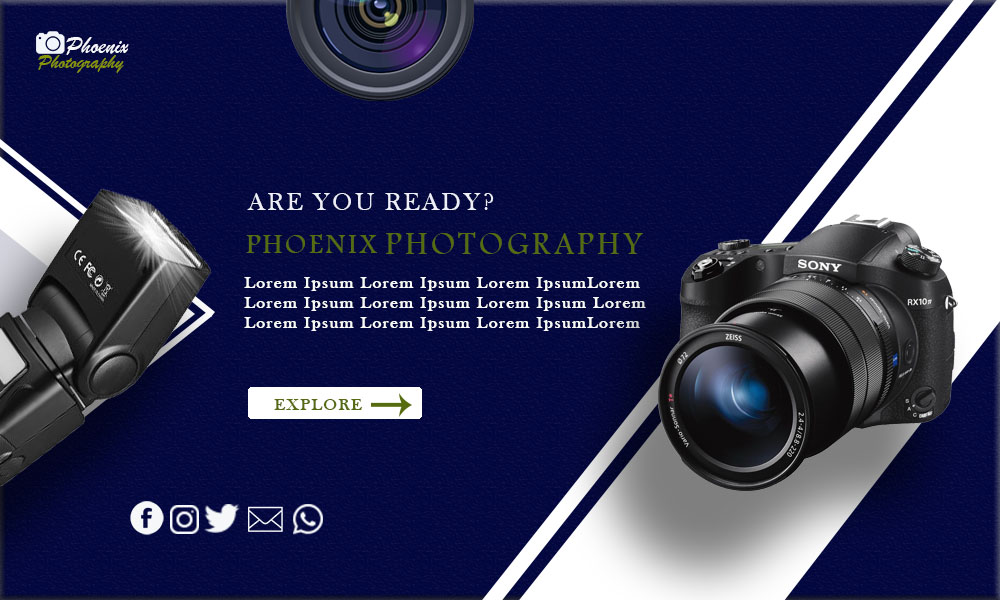 Phoenix
Photography
ARE YOU READY?
PHOENIX PHOTOGRAPHY
Lorem Ipsum Lorem Ipsum Lorem IpsumLorem
Lorem Ipsum Lorem Ipsum Lorem Ipsum Lorem
Lorem Ipsum Lorem Ipsum Lorem IpsumLorem
EXPLORE
CE FC
SONY
RX10 IV
ZEISS
Ø72
Vario-Sonnar T*
2.4-4/8.8-220
S
A
C